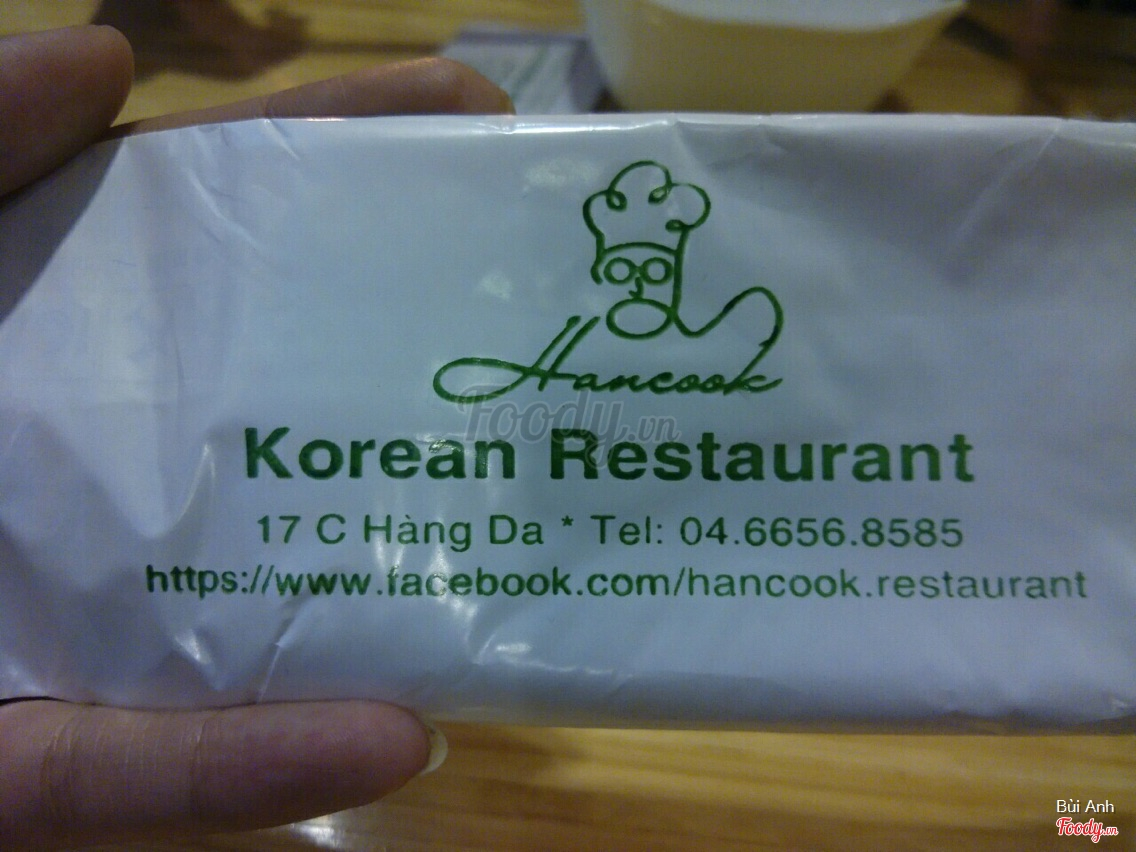 Hancook
Foody.vn
Korean Restaurant
17 C Hàng Da * Tel: 04.6656.8585
https://www.facebook.com/hancook.restaurant
Bùi Anh
Foody.vn